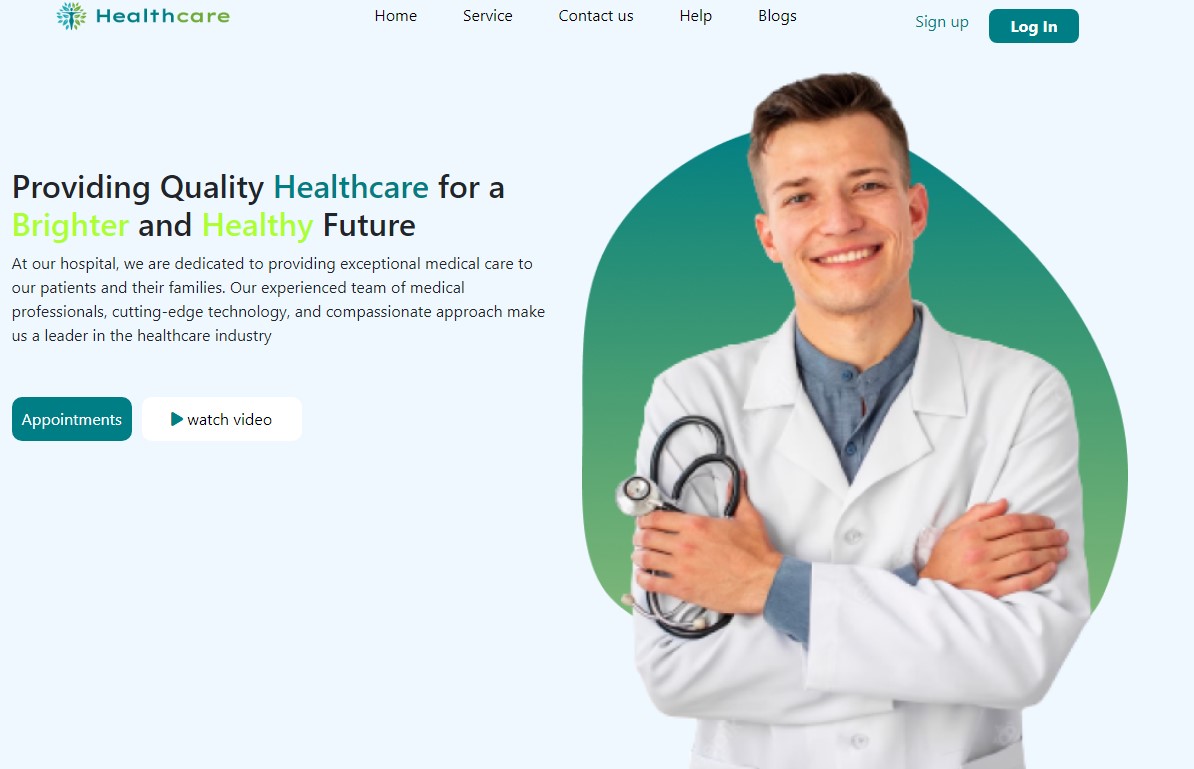 Healthcare
Home Service Contact us Help Blogs
Sign up Log In
Providing Quality Healthcare for a
Brighter and Healthy Future
At our hospital, we are dedicated to providing exceptional medical care to
our patients and their families. Our experienced team of medical
professionals, cutting-edge technology, and compassionate approach make
us a leader in the healthcare industry
Appointments watch video